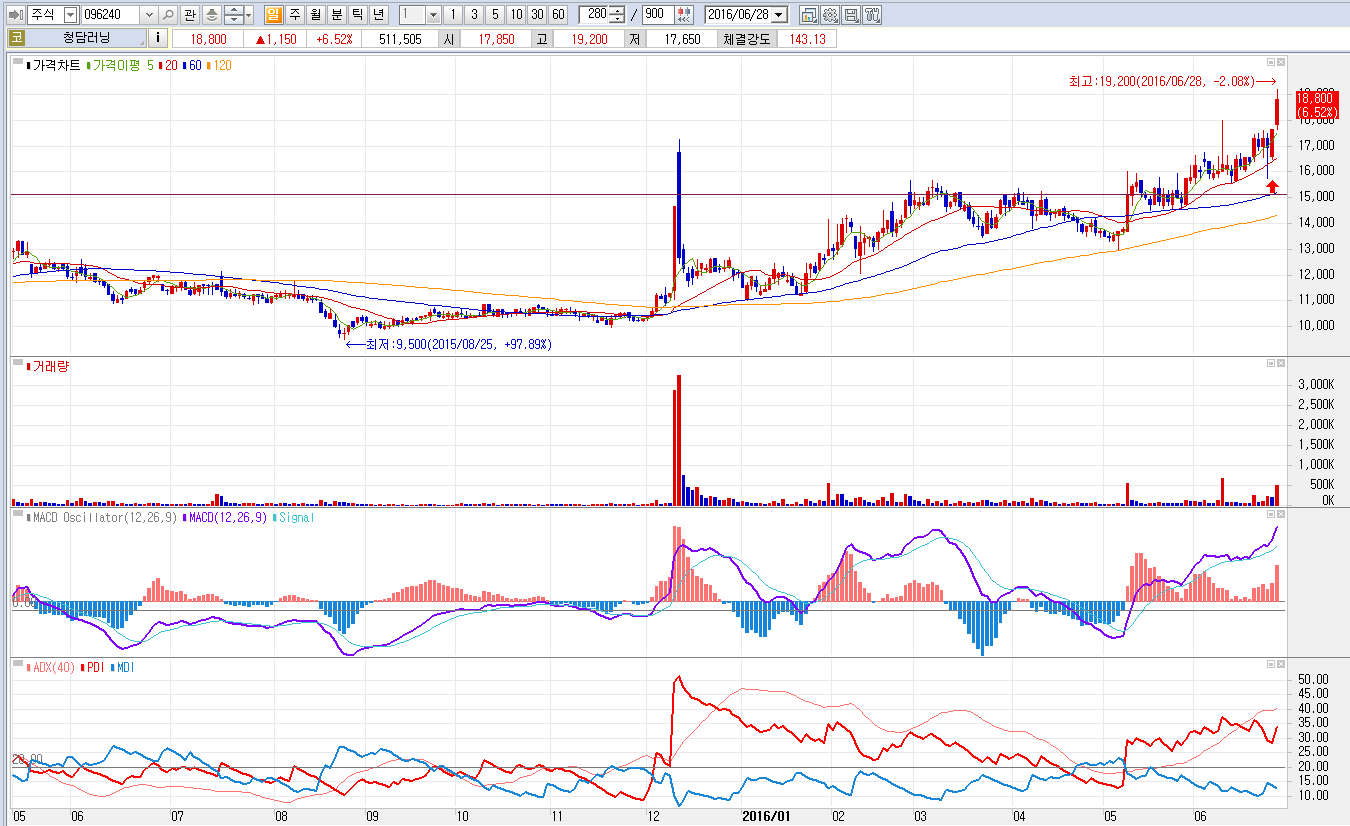 주식 096240 관 일 주 월 분 틱 년 1 1 3 5 10 30 60 280 / 900 2016/06/28
코 청담러닝 i 18,800 ▲1,150 +6.52% 511,505 시 17,850 고 19,200 저 17,650 체결강도 143.13
가격차트 가격이평 5 20 60 120
최고:19,200(2016/06/28, -2.08%)→
18,800
(6.52%)
17,000
16,000
15,000
14,000
13,000
12,000
11,000
10,000
←최저:9,500(2015/08/25, +97.89%)
거래량
3,000K
2,500K
2,000K
1,500K
1,000K
500K
0K
MACD Oscillator(12,26,9) MACD(12,26,9) Signal
ADX(40) PDI MDI
50.00
45.00
40.00
35.00
30.00
25.00
20.00
20.00
15.00
10.00
05 06 07 08 09 10 11 12 2016/01 02 03 04 05 06